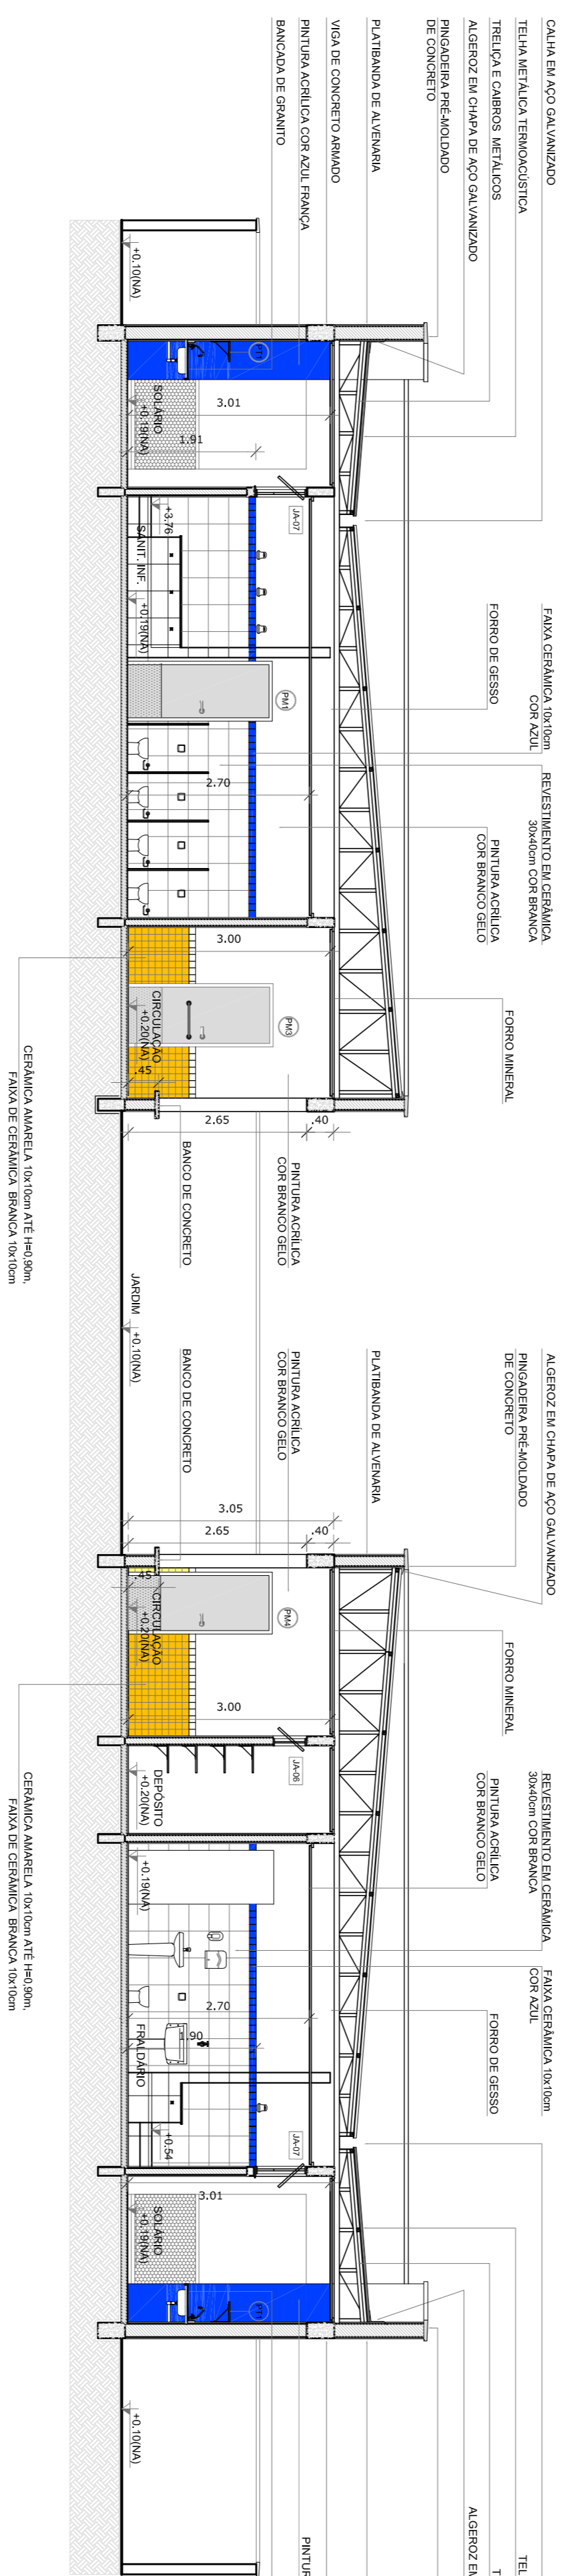 CALHA EM AÇO GALVANIZADO
TELHA METÁLICA TERMOACÚSTICA
TRELIÇA E CAIBROS METÁLICOS
ALGEROZ EM CHAPA DE AÇO GALVANIZADO
PINGADEIRA PRÉ-MOLDADO
DE CONCRETO
PLATIBANDA DE ALVENARIA
VIGA DE CONCRETO ARMADO
PINTURA ACRÍLICA COR AZUL FRANÇA
BANCADA DE GRANITO
FAIXA CERÂMICA 10x10cm
COR AZUL
REVESTIMENTO EM CERÂMICA
30x40cm COR BRANCA
FORRO DE GESSO
PINTURA ACRÍLICA
COR BRANCO GELO
FORRO MINERAL
PINTURA ACRÍLICA
COR BRANCO GELO
BANCO DE CONCRETO
ALGEROZ EM CHAPA DE AÇO GALVANIZADO
PINGADEIRA PRÉ-MOLDADO
DE CONCRETO
PLATIBANDA DE ALVENARIA
PINTURA ACRÍLICA
COR BRANCO GELO
BANCO DE CONCRETO
FORRO MINERAL
REVESTIMENTO EM CERÂMICA
30x40cm COR BRANCA
PINTURA ACRÍLICA
COR BRANCO GELO
FAIXA CERÂMICA 10x10cm
COR AZUL
FORRO DE GESSO
TEL
T
ALGEROZ EM
PINTUR
+0.10(NA)
PT1
3.01
1.91
SOLÁRIO
+0.19(NA)
JA-07
+3.76
SANIT. INF.
+0.19(NA)
PM1
2.70
3.00
PM3
CIRCULAÇÃO
+0.20(NA)
.45
2.65
.40
JARDIM
+0.10(NA)
3.05
2.65
.40
.45
PM4
CIRCULAÇÃO
+0.20(NA)
3.00
JA-06
DEPÓSITO
+0.20(NA)
+0.19(NA)
2.70
1.90
FRALDÁRIO
+0.54
JA-07
3.01
SOLÁRIO
+0.19(NA)
PT1
+0.10(NA)
CERÂMICA AMARELA 10x10cm ATÉ H=0,90m,
FAIXA DE CERÂMICA BRANCA 10x10cm
CERÂMICA AMARELA 10x10cm ATÉ H=0,90m,
FAIXA DE CERÂMICA BRANCA 10x10cm